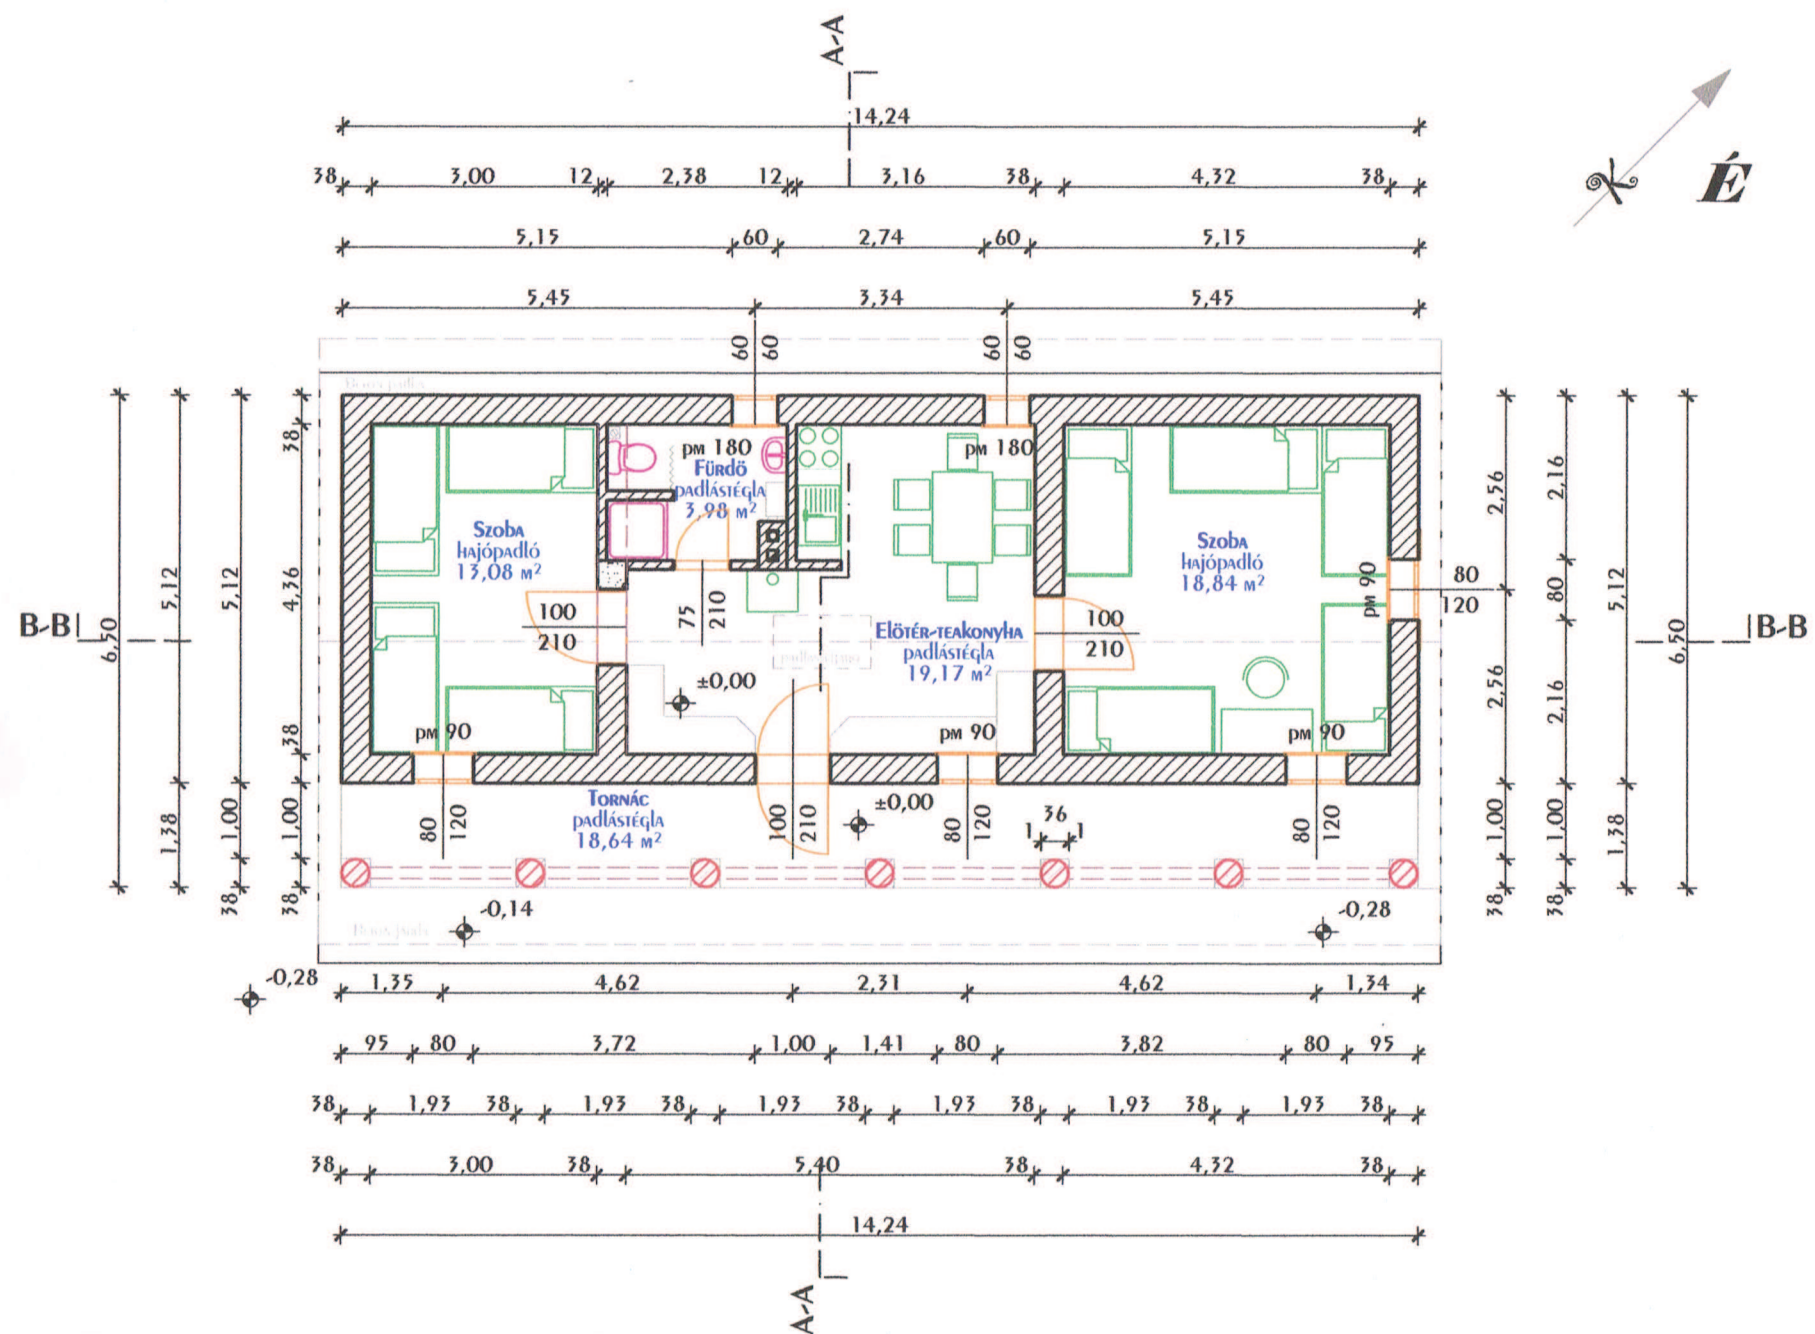 A-A
14,24
38 3,00 12 2,38 12 3,16 38 4,32 38
É
5,15 60 2,74 60 5,15
5,45 3,34 5,45
60 60 60 60
38
pm 180
Fürdő
padlástégla
3,98 m²
pm 180
Szoba
hajópadló
13,08 m²
Szoba
hajópadló
18,84 m²
pm 90
80
120
6,50 5,12 5,12 4,36
2,56 2,16 80 5,12 6,50
B-B
B-B
100
210
75
210
Előtér-teakonyha
padlástégla
19,17 m²
100
210
±0,00
2,56 2,16
38
pm 90
pm 90
pm 90
Tornác
padlástégla
18,64 m²
80
120
100
210
±0,00
80
120
36
1 1
80
120
1,38 1,00 1,00
1,00 1,00 1,38
38 38
38 38
-0,14
-0,28
-0,28
1,35 4,62 2,31 4,62 1,34
95 80 3,72 1,00 1,41 80 3,82 80 95
38 1,93 38 1,93 38 1,93 38 1,93 38 1,93 38 1,93 38
38 3,00 38 5,40 38 4,32 38
14,24
A-A